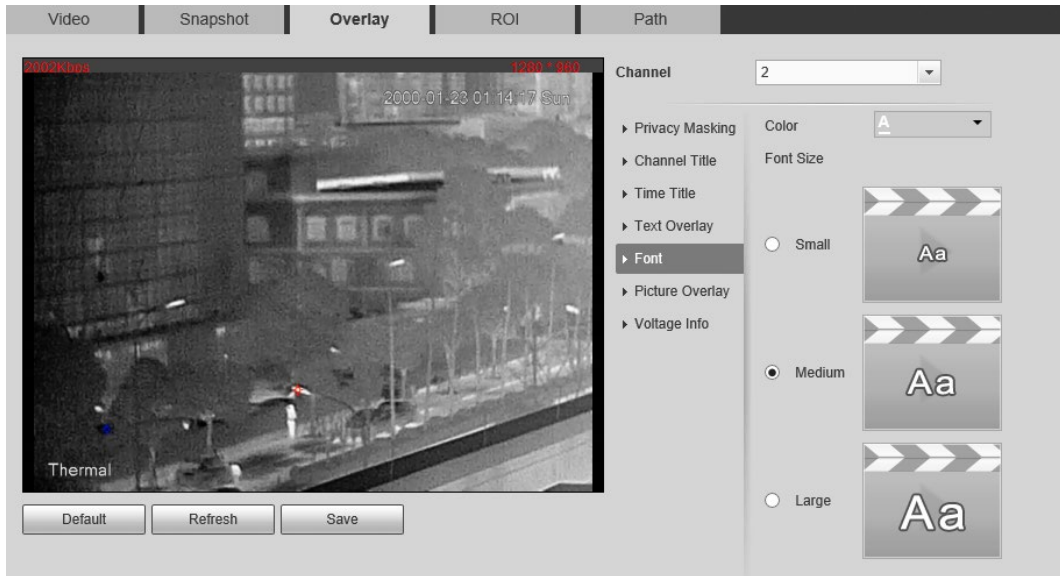 Video Snapshot Overlay ROI Path
2002Kbps 1280 * 960
2000-01-23 01:14:17 Sun
Thermal
Default Refresh Save
Channel 2
Privacy Masking
Channel Title
Time Title
Text Overlay
Font
Picture Overlay
Voltage Info
Color A
Font Size
Small Aa
Medium Aa
Large Aa